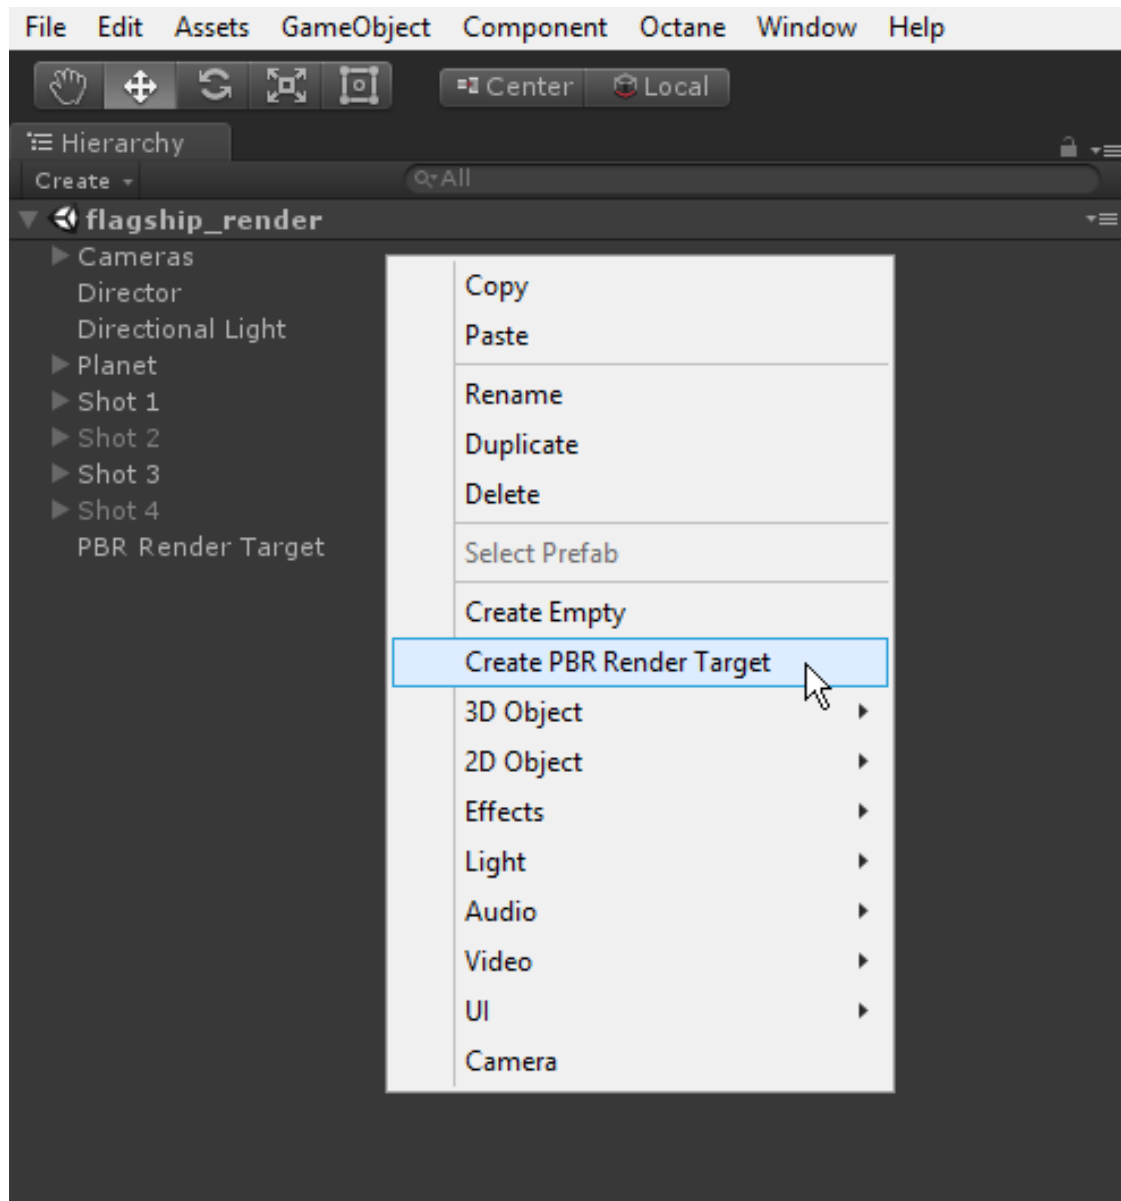 File Edit Assets GameObject Component Octane Window Help
Center Local
Hierarchy
Create All
flagship_render
Cameras
Director
Directional Light
Planet
Shot 1
Shot 2
Shot 3
Shot 4
PBR Render Target
Copy
Paste
Rename
Duplicate
Delete
Select Prefab
Create Empty
Create PBR Render Target
3D Object
2D Object
Effects
Light
Audio
Video
UI
Camera